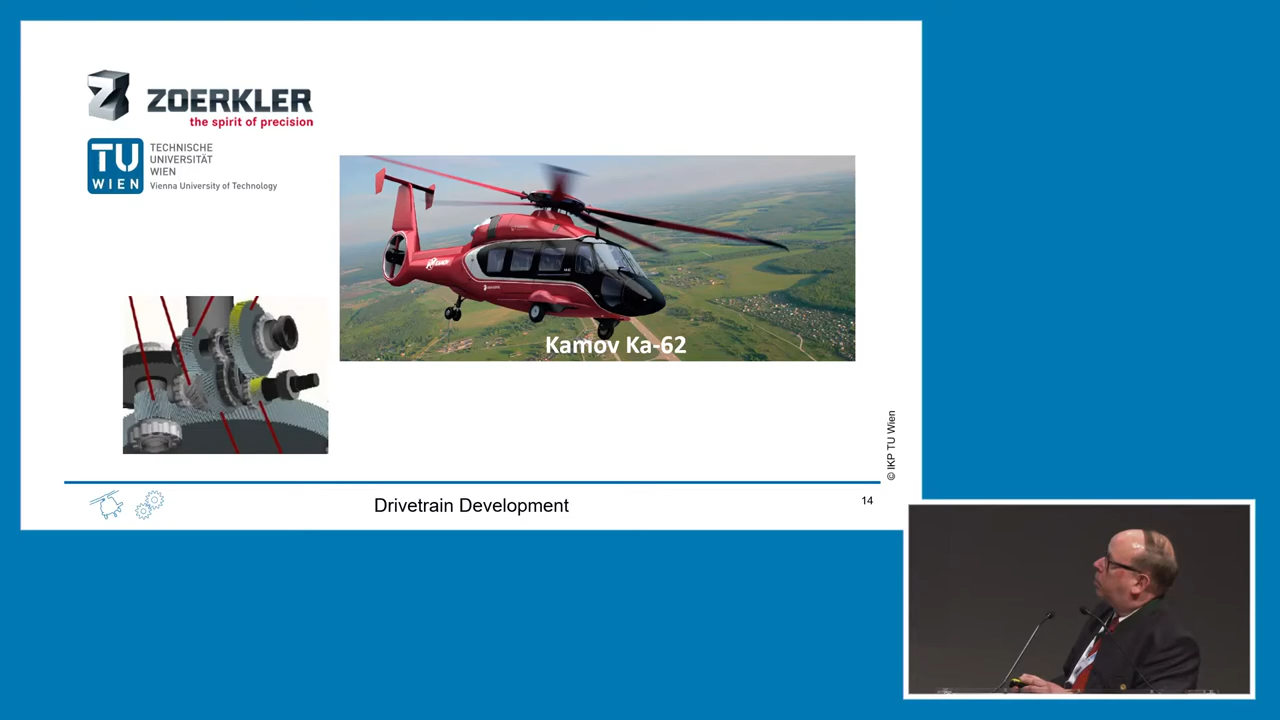 ZOERKLER
the spirit of precision
TU
WIEN
TECHNISCHE
UNIVERSITÄT
WIEN
Vienna University of Technology
Kamov Ka-62
© IKP TU Wien
Drivetrain Development
14